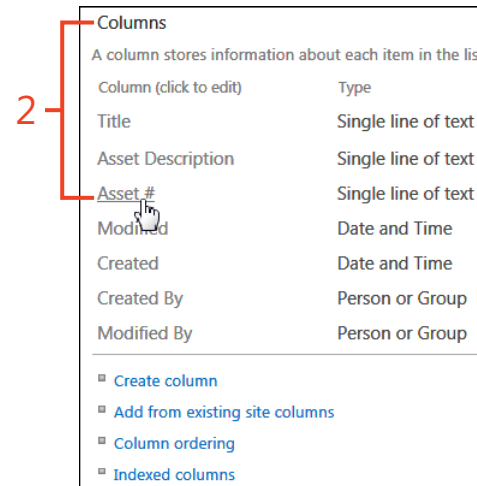 Columns
A column stores information about each item in the lis
Column (click to edit) Type
Title Single line of text
Asset Description Single line of text
2
Asset # Single line of text
Modified Date and Time
Created Date and Time
Created By Person or Group
Modified By Person or Group
Create column
Add from existing site columns
Column ordering
Indexed columns